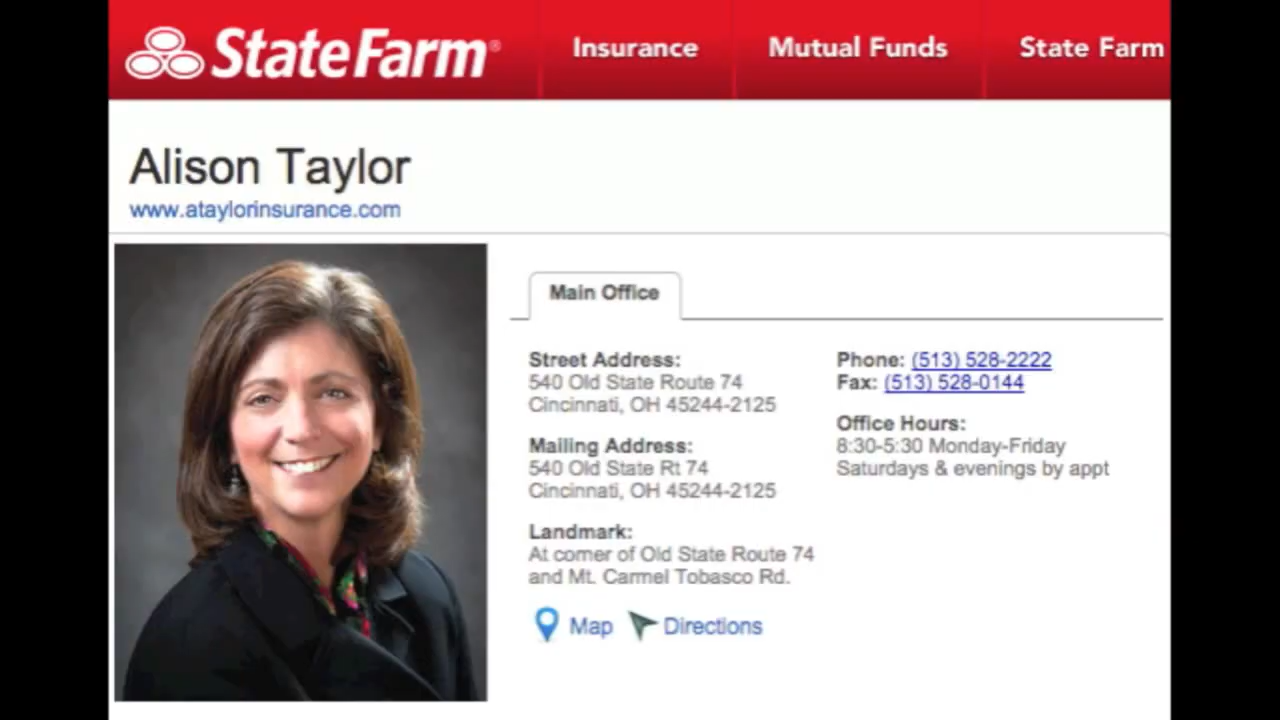 StateFarm®
Insurance
Mutual Funds
State Farm
Alison Taylor
www.ataylorinsurance.com
Main Office
Street Address:
540 Old State Route 74
Cincinnati, OH 45244-2125
Mailing Address:
540 Old State Rt 74
Cincinnati, OH 45244-2125
Landmark:
At corner of Old State Route 74
and Mt. Carmel Tobasco Rd.
Map
Directions
Phone: (513) 528-2222
Fax: (513) 528-0144
Office Hours:
8:30-5:30 Monday-Friday
Saturdays & evenings by appt